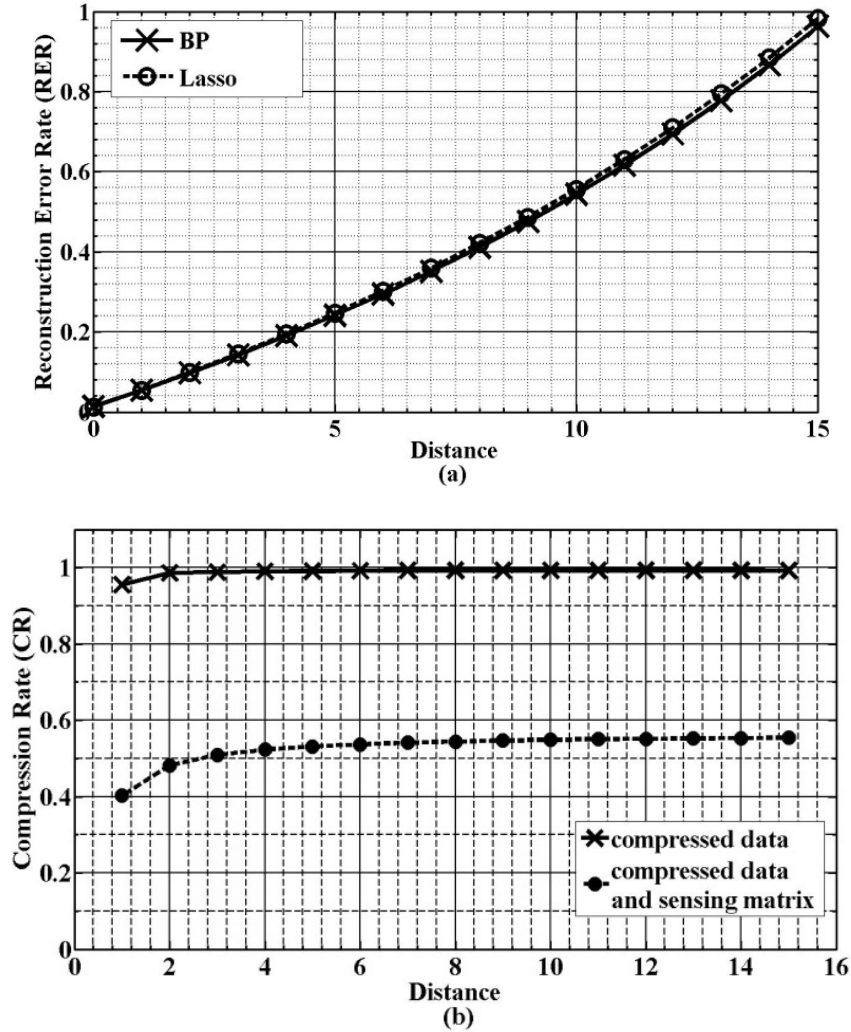 1
0.8
0.6
0.4
0.2
0
Reconstruction Error Rate (RER)
BP
Lasso
0
5
10
15
Distance
(a)
1
0.8
0.6
0.4
0.2
0
Compression Rate (CR)
compressed data
compressed data
and sensing matrix
0
2
4
6
8
10
12
14
16
Distance
(b)